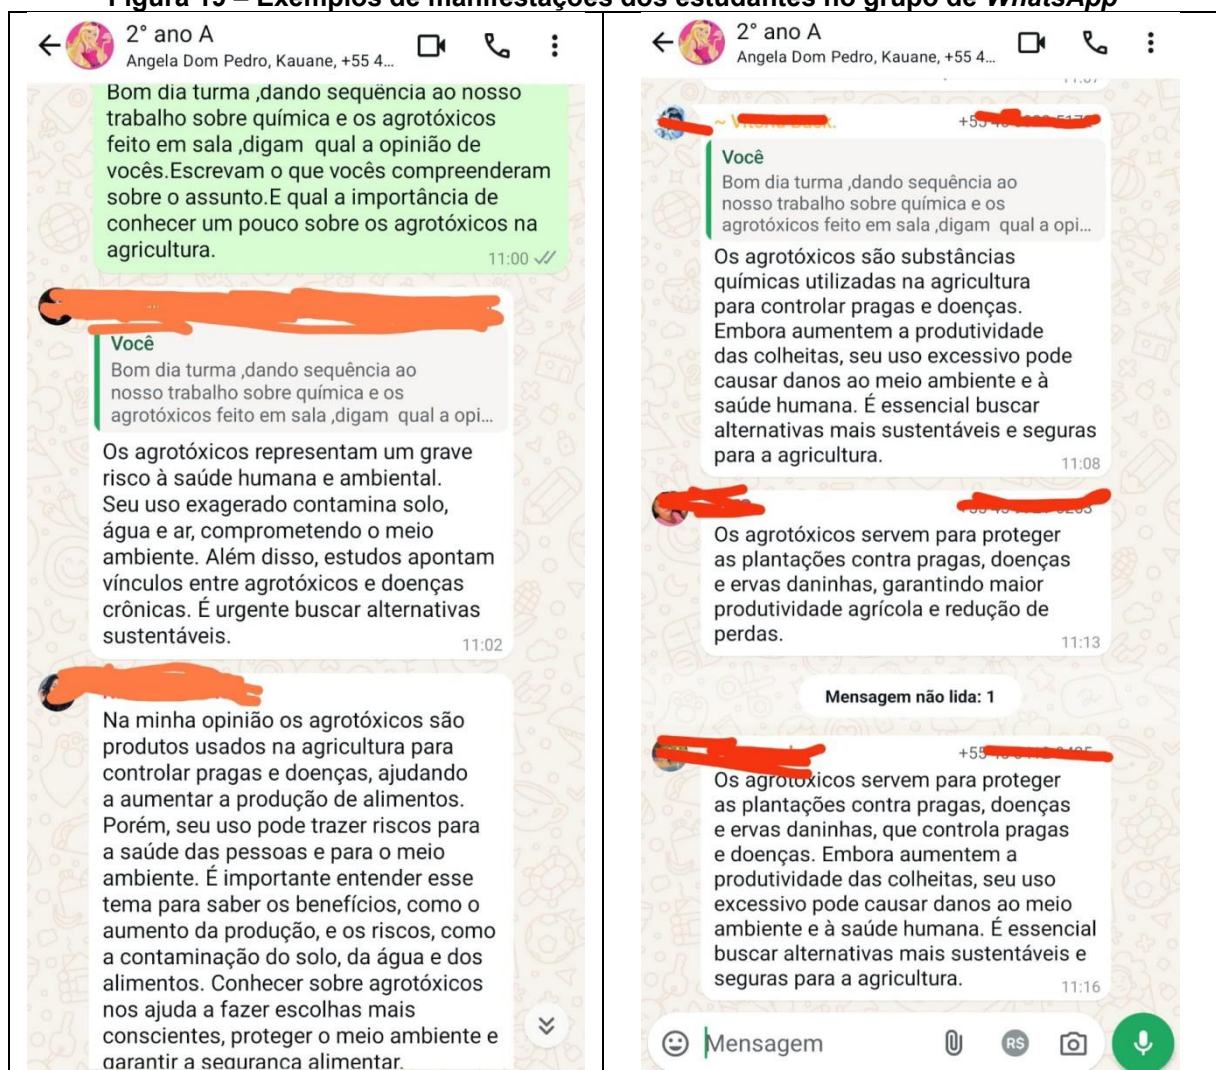 Figura 19 – Exemplos de manifestações dos estudantes no grupo de WhatsApp
2° ano A
Angela Dom Pedro, Kauane, +55 4...
Bom dia turma ,dando sequência ao nosso
trabalho sobre química e os agrotóxicos
feito em sala ,digam qual a opinião de
vocês.Escrevam o que vocês compreenderam
sobre o assunto.E qual a importância de
conhecer um pouco sobre os agrotóxicos na
agricultura.
11:00
Você
Bom dia turma ,dando sequência ao
nosso trabalho sobre química e os
agrotóxicos feito em sala ,digam qual a opi...
Os agrotóxicos representam um grave
risco à saúde humana e ambiental.
Seu uso exagerado contamina solo,
água e ar, comprometendo o meio
ambiente. Além disso, estudos apontam
vínculos entre agrotóxicos e doenças
crônicas. É urgente buscar alternativas
sustentáveis.
11:02
Na minha opinião os agrotóxicos são
produtos usados na agricultura para
controlar pragas e doenças, ajudando
a aumentar a produção de alimentos.
Porém, seu uso pode trazer riscos para
a saúde das pessoas e para o meio
ambiente. É importante entender esse
tema para saber os benefícios, como o
aumento da produção, e os riscos, como
a contaminação do solo, da água e dos
alimentos. Conhecer sobre agrotóxicos
nos ajuda a fazer escolhas mais
conscientes, proteger o meio ambiente e
garantir a segurança alimentar.
2° ano A
Angela Dom Pedro, Kauane, +55 4...
+55
Você
Bom dia turma ,dando sequência ao
nosso trabalho sobre química e os
agrotóxicos feito em sala ,digam qual a opi...
Os agrotóxicos são substâncias
químicas utilizadas na agricultura
para controlar pragas e doenças.
Embora aumentem a produtividade
das colheitas, seu uso excessivo pode
causar danos ao meio ambiente e à
saúde humana. É essencial buscar
alternativas mais sustentáveis e seguras
para a agricultura.
11:08
Os agrotóxicos servem para proteger
as plantações contra pragas, doenças
e ervas daninhas, garantindo maior
produtividade agrícola e redução de
perdas.
11:13
Mensagem não lida: 1
+55
Os agrotóxicos servem para proteger
as plantações contra pragas, doenças
e ervas daninhas, que controla pragas
e doenças. Embora aumentem a
produtividade das colheitas, seu uso
excessivo pode causar danos ao meio
ambiente e à saúde humana. É essencial
buscar alternativas mais sustentáveis e
seguras para a agricultura.
11:16
Mensagem
R$